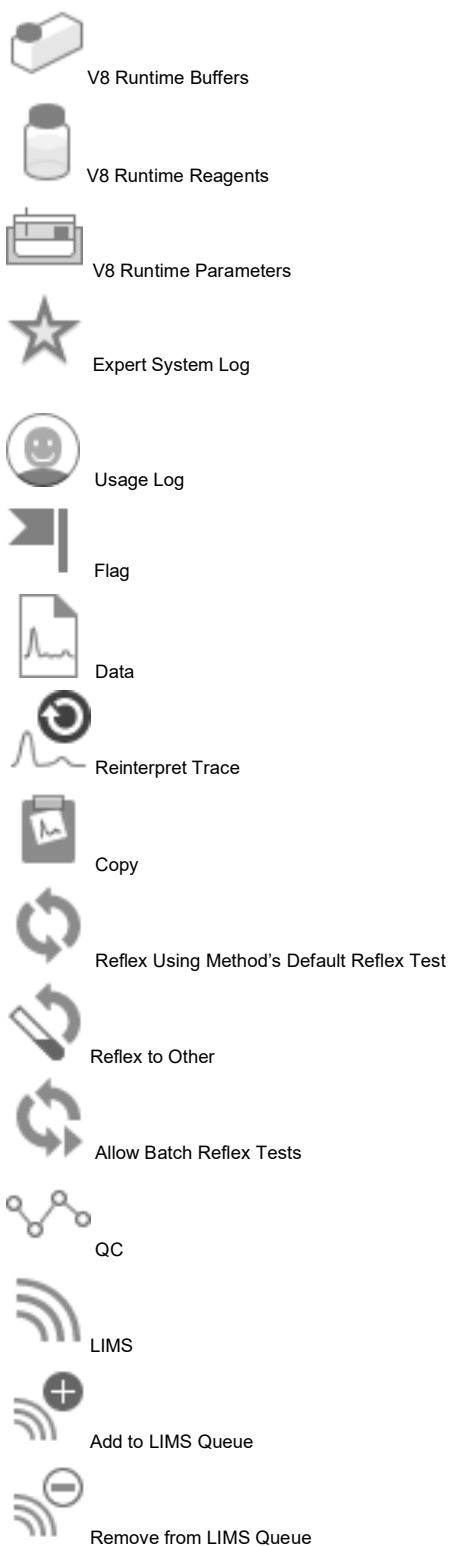 V8 Runtime Buffers
V8 Runtime Reagents
V8 Runtime Parameters
Expert System Log
Usage Log
Flag
Data
Reinterpret Trace
Copy
Reflex Using Method’s Default Reflex Test
Reflex to Other
Allow Batch Reflex Tests
QC
LIMS
Add to LIMS Queue
Remove from LIMS Queue